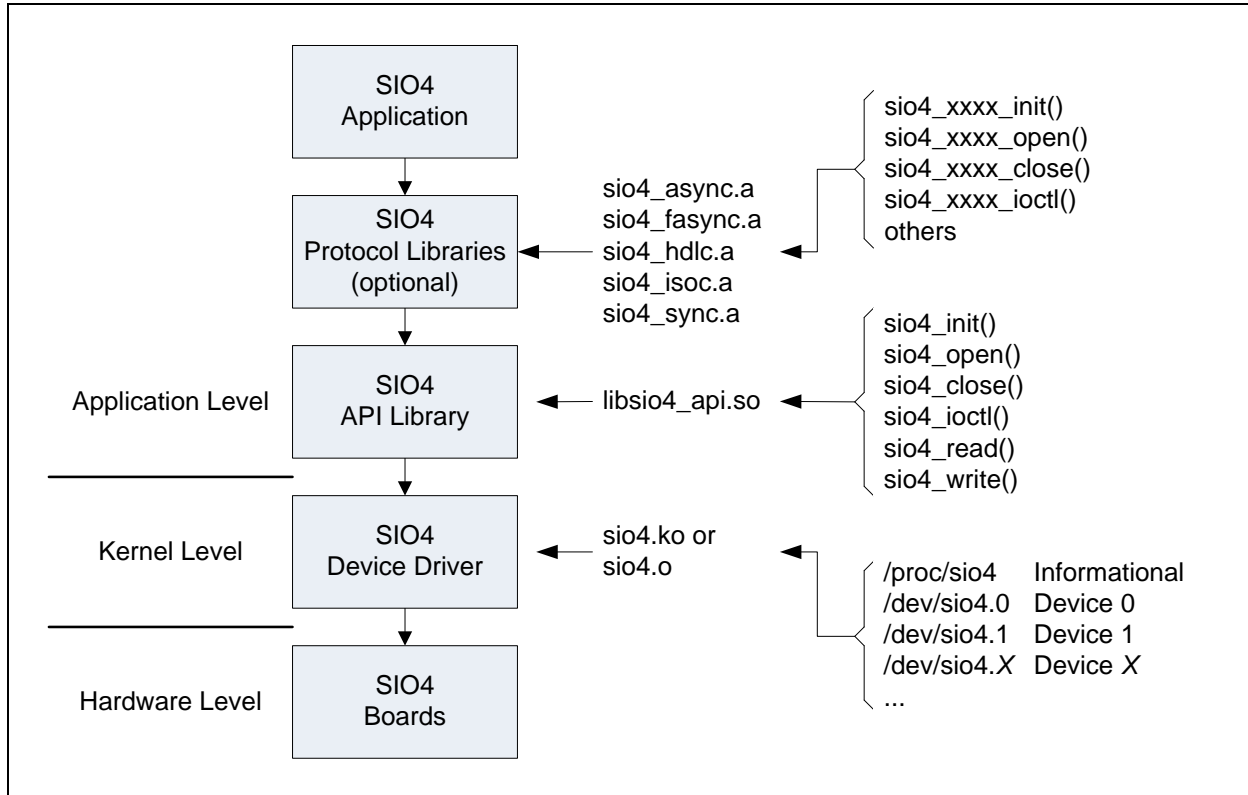 SIO4
Application
SIO4
Protocol Libraries
(optional)
sio4_async.a
sio4_fasync.a
sio4_hdlc.a
sio4_isoc.a
sio4_sync.a
sio4_xxxx_init()
sio4_xxxx_open()
sio4_xxxx_close()
sio4_xxxx_ioctl()
others
Application Level
SIO4
API Library
libsio4_api.so
sio4_init()
sio4_open()
sio4_close()
sio4_ioctl()
sio4_read()
sio4_write()
Kernel Level
SIO4
Device Driver
sio4.ko or
sio4.o
/proc/sio4 Informational
/dev/sio4.0 Device 0
/dev/sio4.1 Device 1
/dev/sio4.X Device X
...
Hardware Level
SIO4
Boards